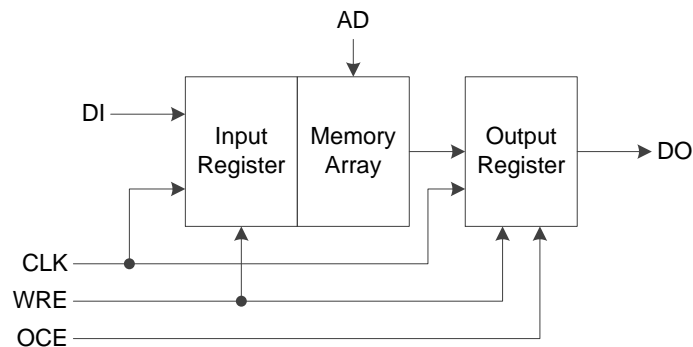 AD
DI
Input
Register
Memory
Array
Output
Register
DO
CLK
WRE
OCE